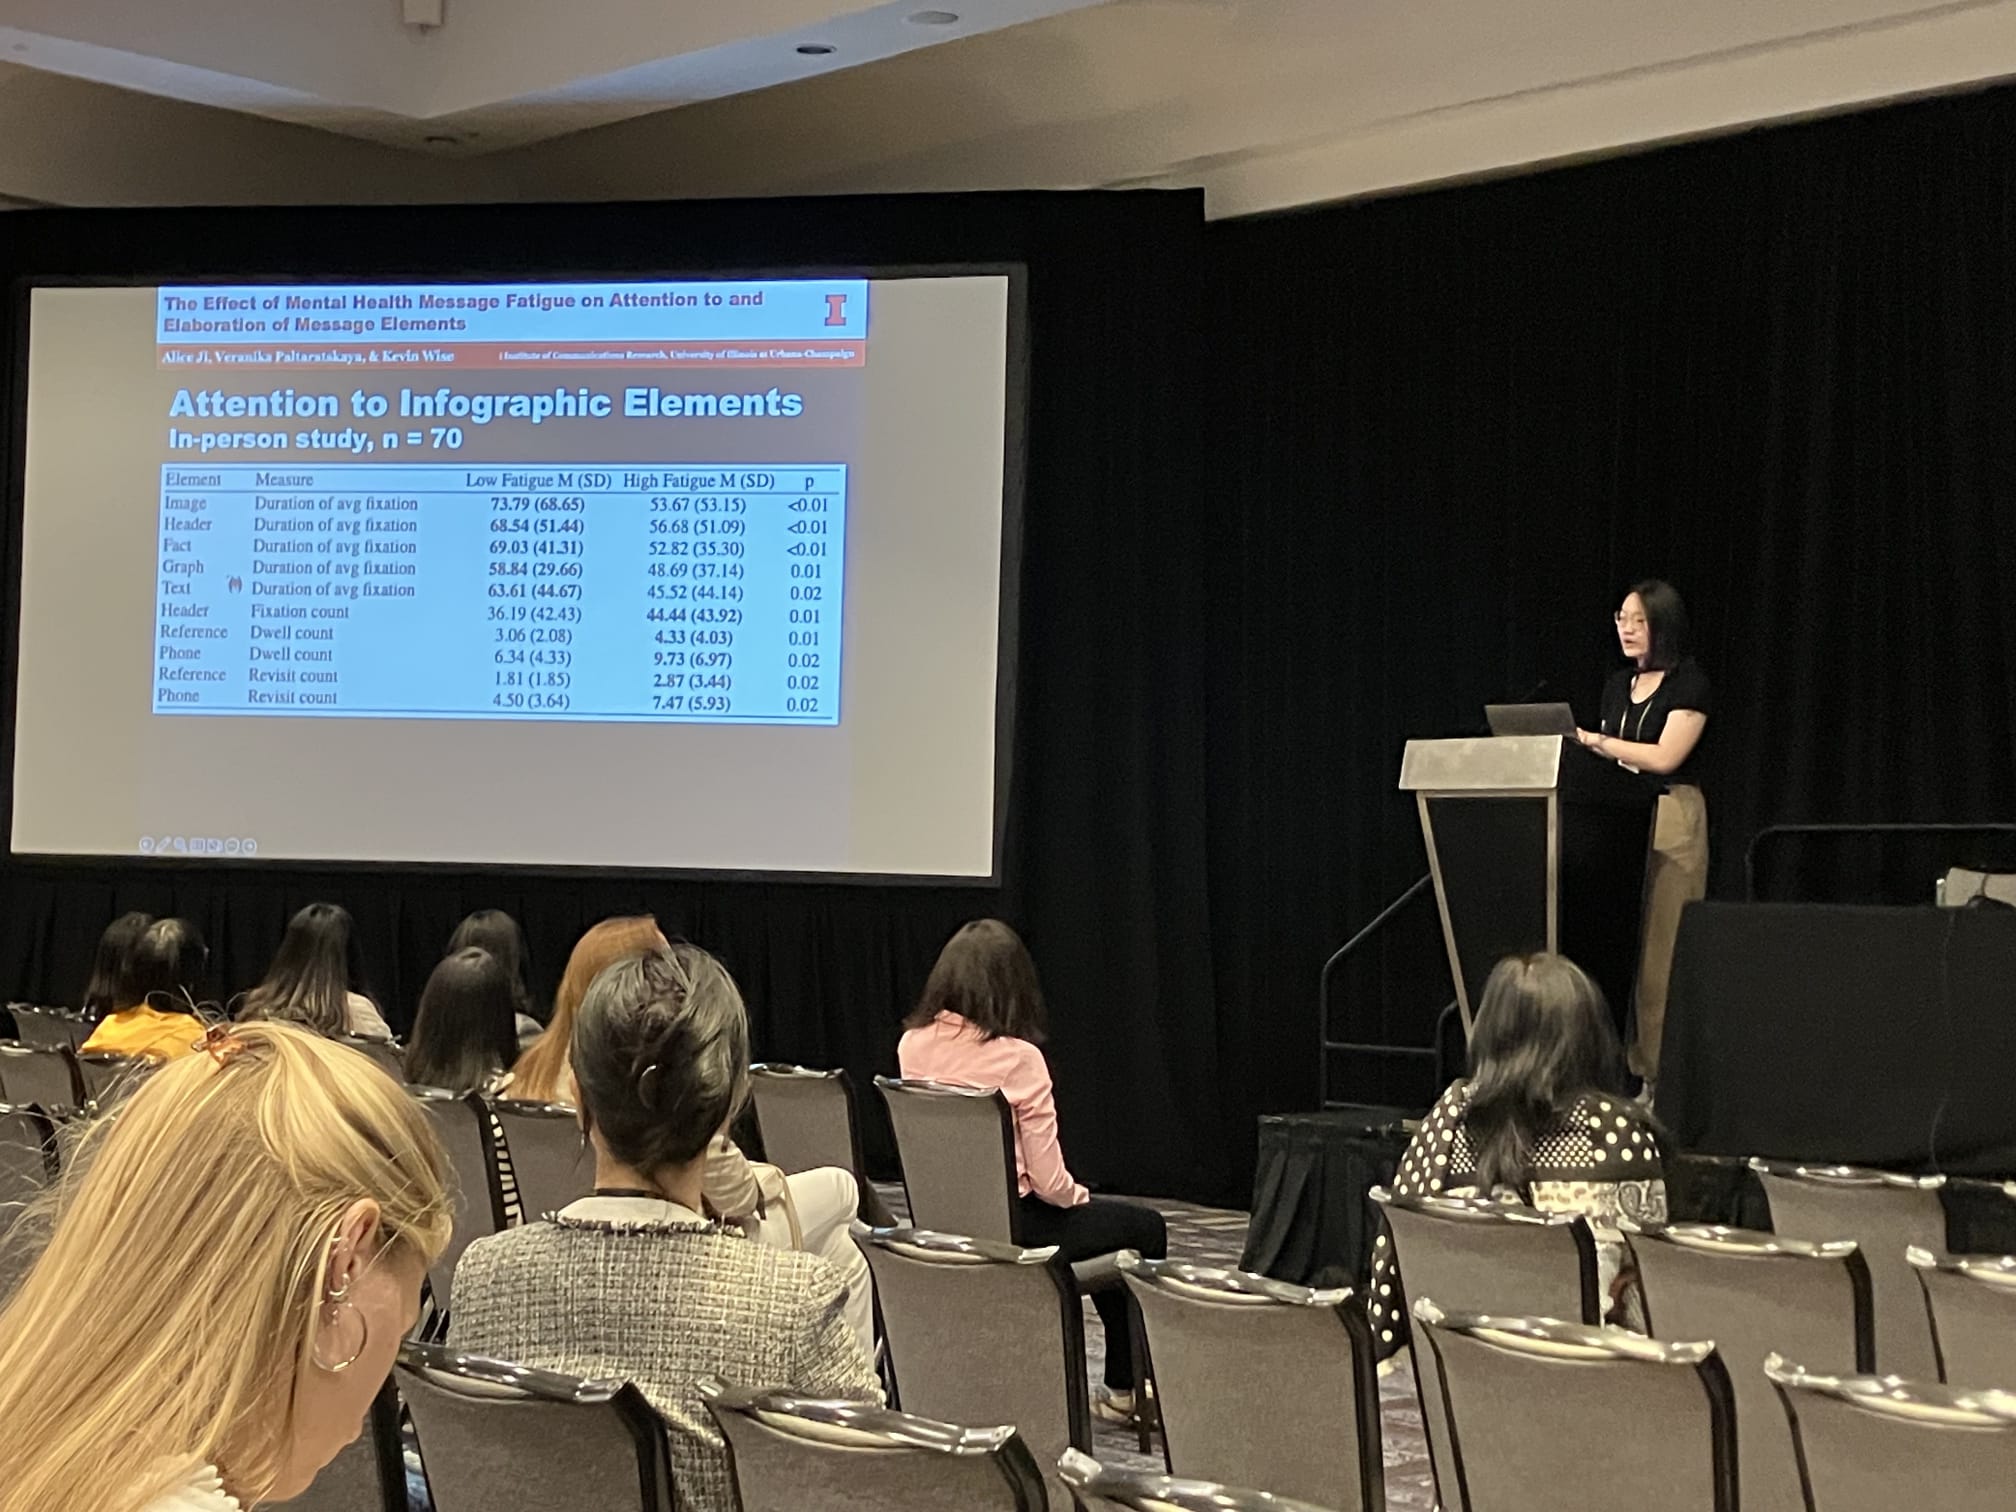 The Effect of Mental Health Message Fatigue on Attention to and
Elaboration of Message Elements
I
Alice Ji, Veranika Paltaratskaya, & Kevin Wise
Institute of Communications Research, University of Illinois at Urbana-Champaign
Attention to Infographic Elements
In-person study, n = 70
Element Measure Low Fatigue M (SD) High Fatigue M (SD) p
Image Duration of avg fixation 73.79 (68.65) 53.67 (53.15) <0.01
Header Duration of avg fixation 68.54 (51.44) 56.68 (51.09) <0.01
Fact Duration of avg fixation 69.03 (41.31) 52.82 (35.30) <0.01
Graph Duration of avg fixation 58.84 (29.66) 48.69 (37.14) 0.01
Text Duration of avg fixation 63.61 (44.67) 45.52 (44.14) 0.02
Header Fixation count 36.19 (42.43) 44.44 (43.92) 0.01
Reference Dwell count 3.06 (2.08) 4.33 (4.03) 0.01
Phone Dwell count 6.34 (4.33) 9.73 (6.97) 0.02
Reference Revisit count 1.81 (1.85) 2.87 (3.44) 0.02
Phone Revisit count 4.50 (3.64) 7.47 (5.93) 0.02